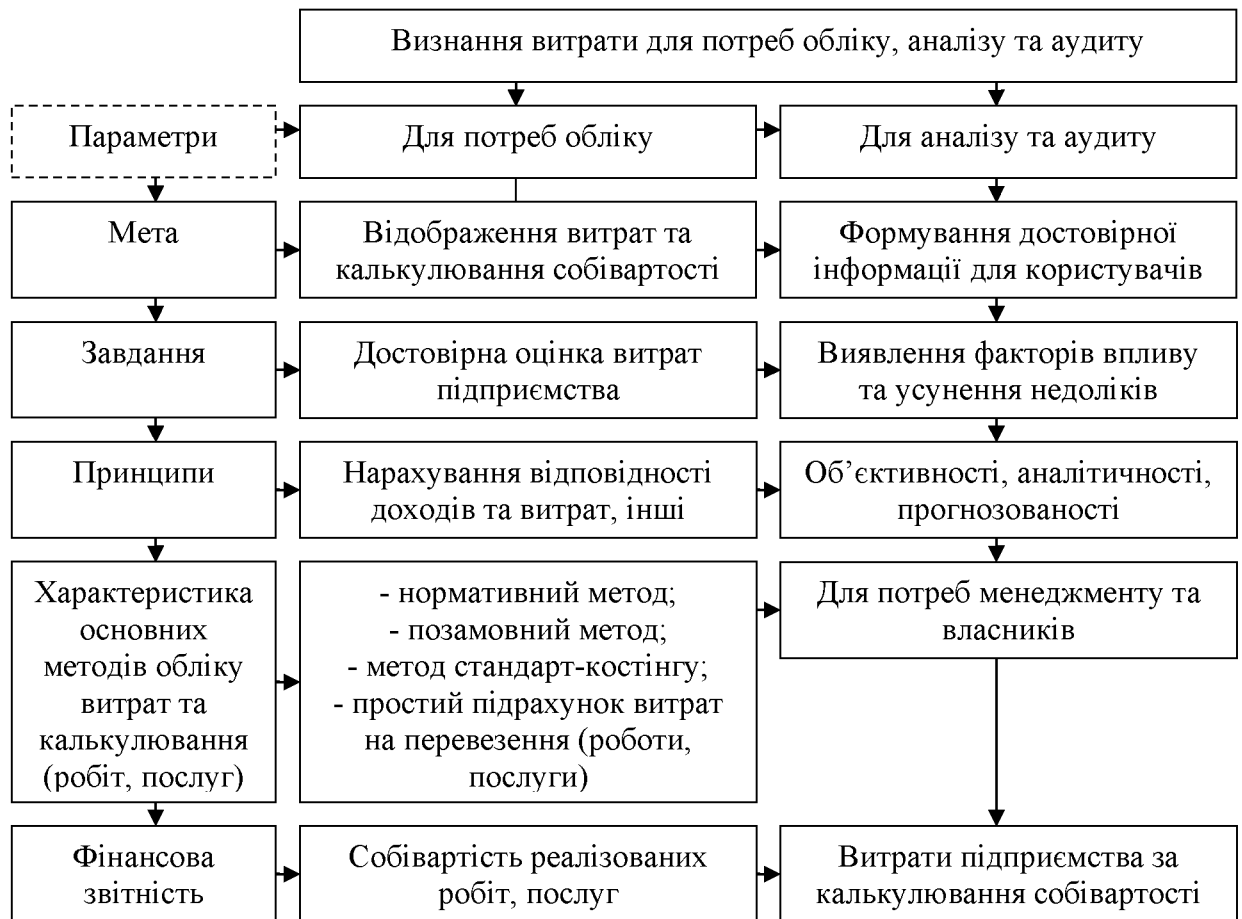 Визнання витрати для потреб обліку, аналізу та аудиту
Параметри
Для потреб обліку
Для аналізу та аудиту
Мета
Відображення витрат та
калькулювання собівартості
Формування достовірної
інформації для користувачів
Завдання
Достовірна оцінка витрат
підприємства
Виявлення факторів впливу
та усунення недоліків
Принципи
Нарахування відповідності
доходів та витрат, інші
Об’єктивності, аналітичності,
прогнозованості
Характеристика
основних
методів обліку
витрат та
калькулювання
(робіт, послуг)
- нормативний метод;
- позамовний метод;
- метод стандарт-костінгу;
- простий підрахунок витрат
на перевезення (роботи,
послуги)
Для потреб менеджменту та
власників
Фінансова
звітність
Собівартість реалізованих
робіт, послуг
Витрати підприємства за
калькулювання собівартості